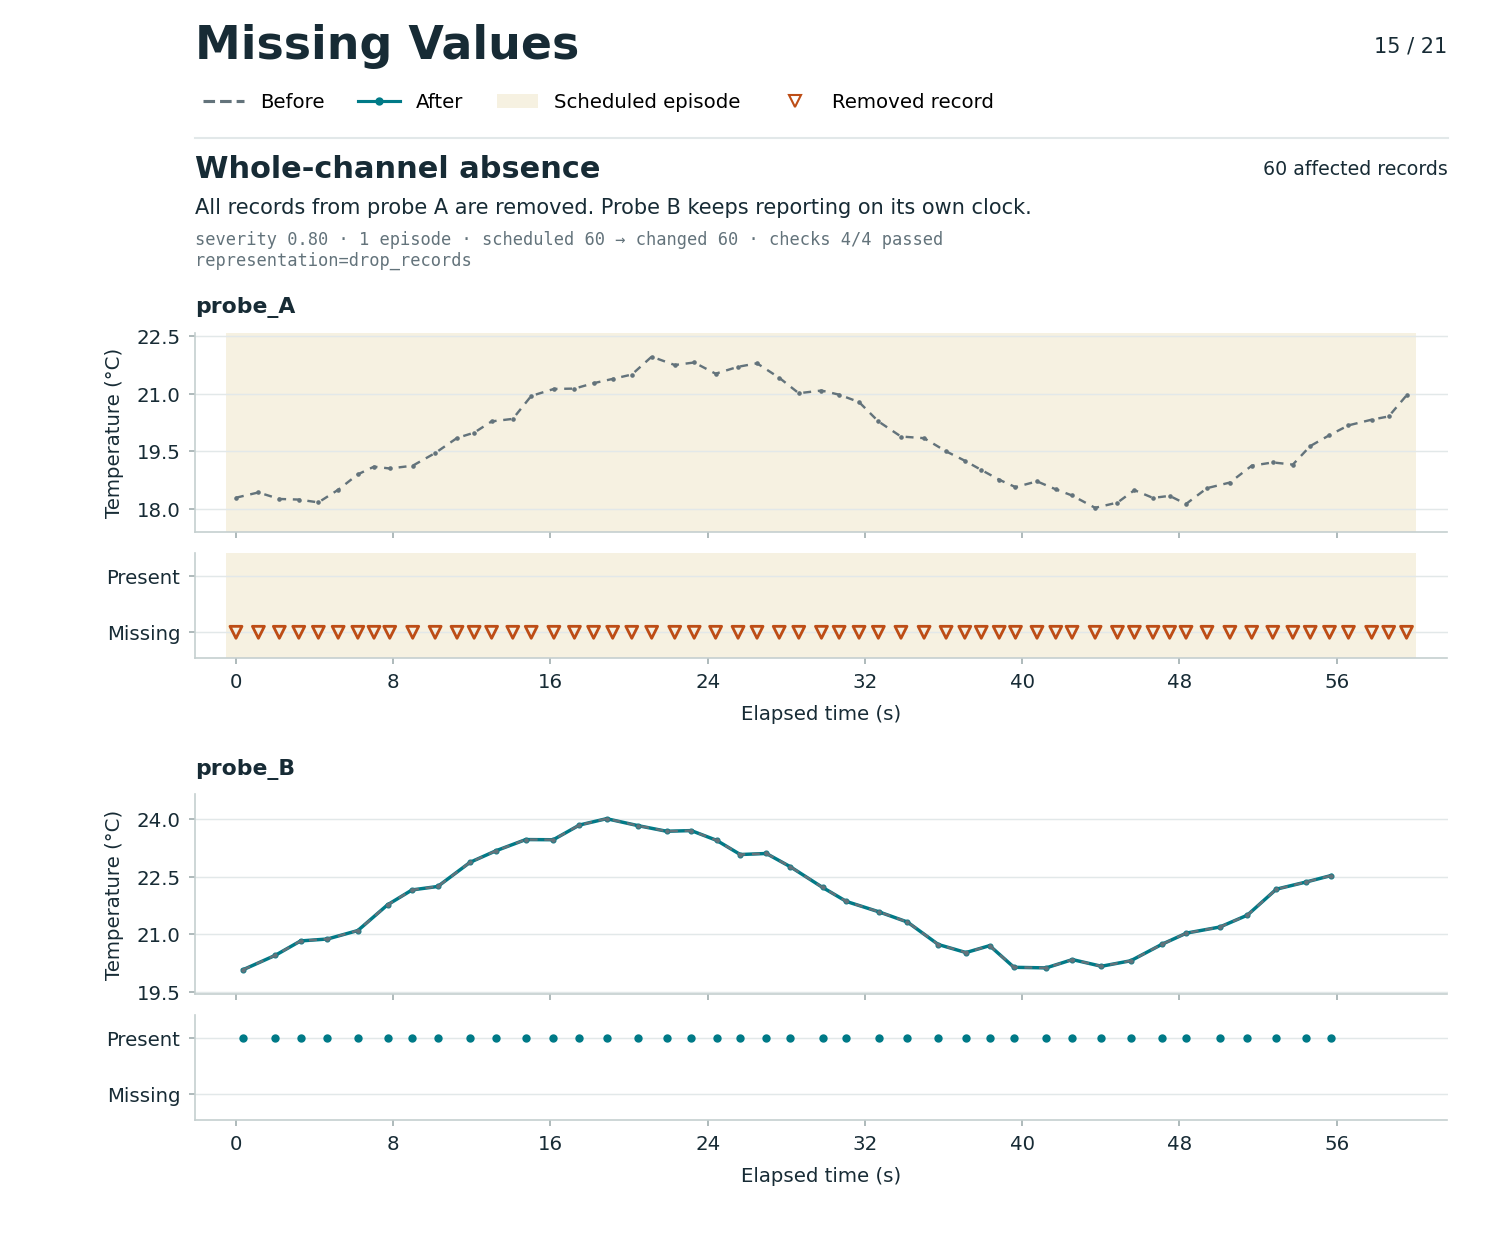 Missing Values
15 / 21
Before After Scheduled episode Removed record
Whole-channel absence
60 affected records
All records from probe A are removed. Probe B keeps reporting on its own clock.
severity 0.80 · 1 episode · scheduled 60 → changed 60 · checks 4/4 passed
representation=drop_records
probe_A
Temperature (°C)
22.5
21.0
19.5
18.0
Present
Missing
0 8 16 24 32 40 48 56
Elapsed time (s)
probe_B
Temperature (°C)
24.0
22.5
21.0
19.5
Present
Missing
0 8 16 24 32 40 48 56
Elapsed time (s)